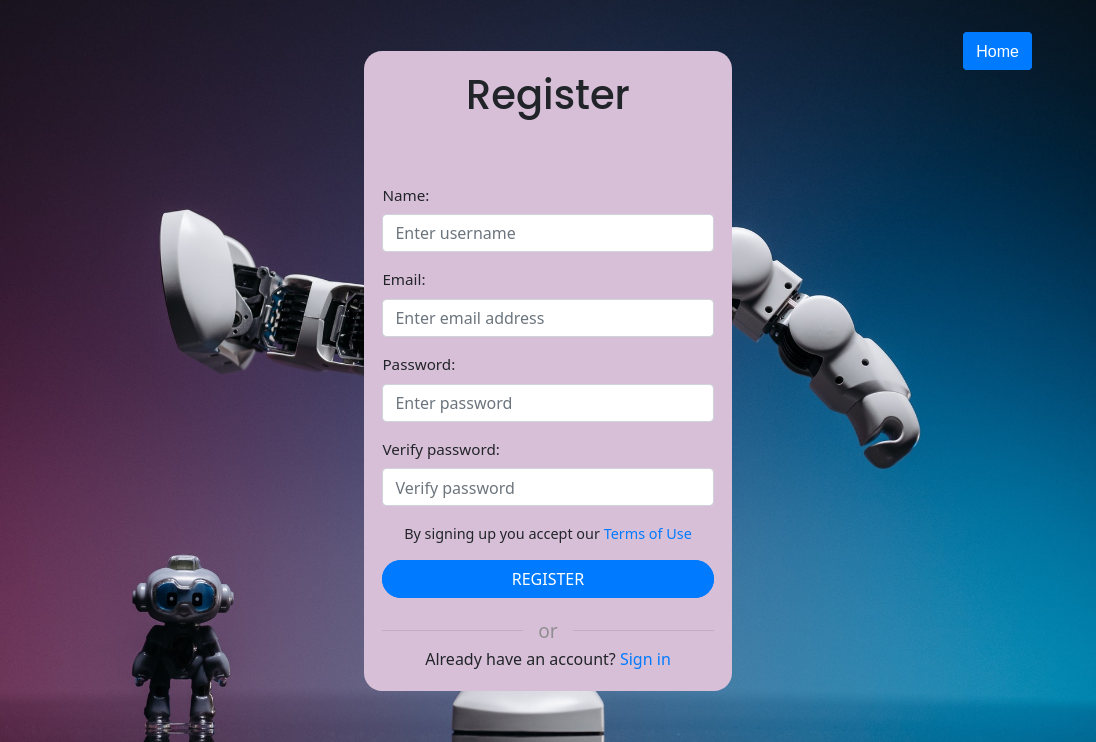 Home
Register
Name:
Enter username
Email:
Enter email address
Password:
Enter password
Verify password:
Verify password
By signing up you accept our Terms of Use
REGISTER
or
Already have an account? Sign in